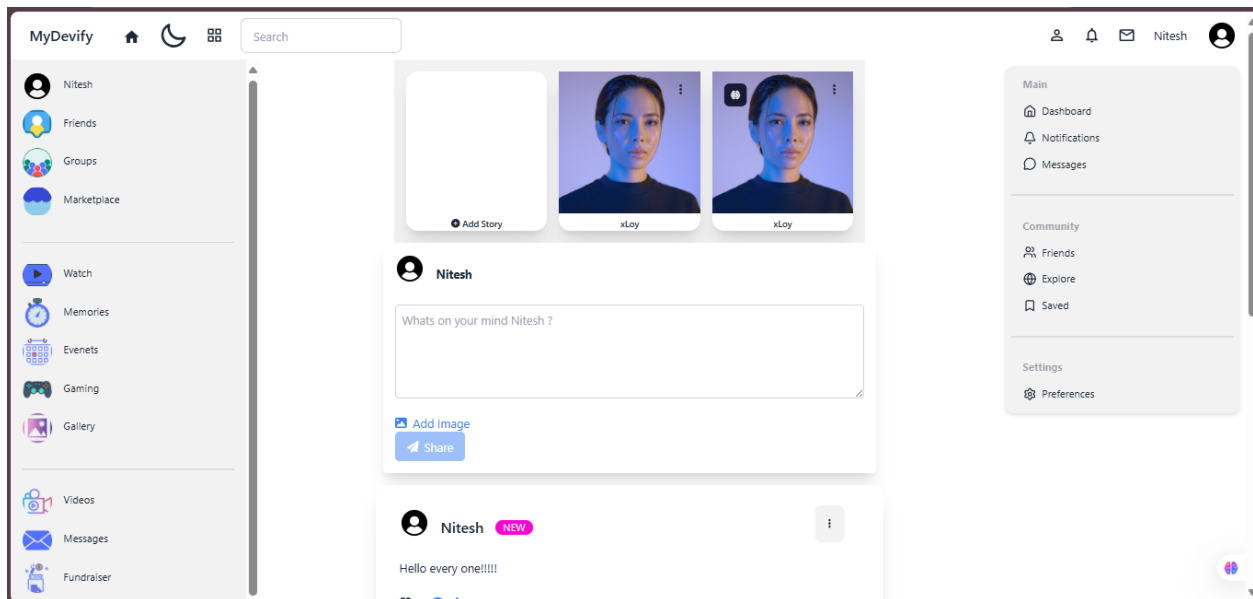 MyDevify
Search
Nitesh
Nitesh
Friends
Groups
Marketplace
Watch
Memories
Evenets
Gaming
Gallery
Videos
Messages
Fundraiser
Add Story
xLoy
xLoy
Nitesh
Whats on your mind Nitesh ?
Add Image
Share
Nitesh NEW
Hello every one!!!!!
Main
Dashboard
Notifications
Messages
Community
Friends
Explore
Saved
Settings
Preferences